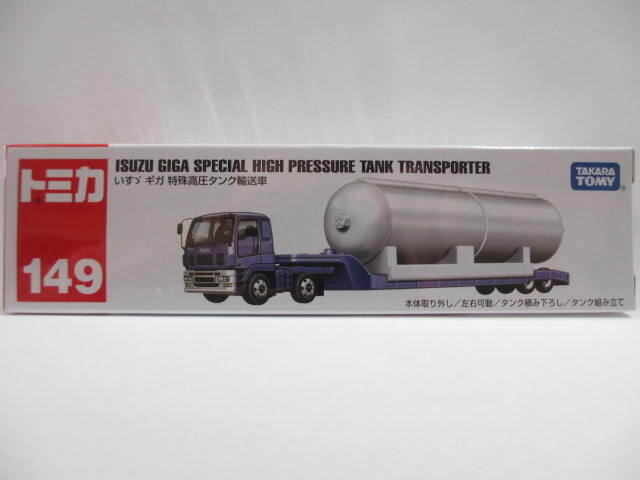 トミカ
149
ISUZU GIGA SPECIAL HIGH PRESSURE TANK TRANSPORTER
いすゞ ギガ 特殊高圧タンク輸送車
TAKARA
TOMY
本体取り外し/左右可動/タンク積み下ろし/タンク組み立て